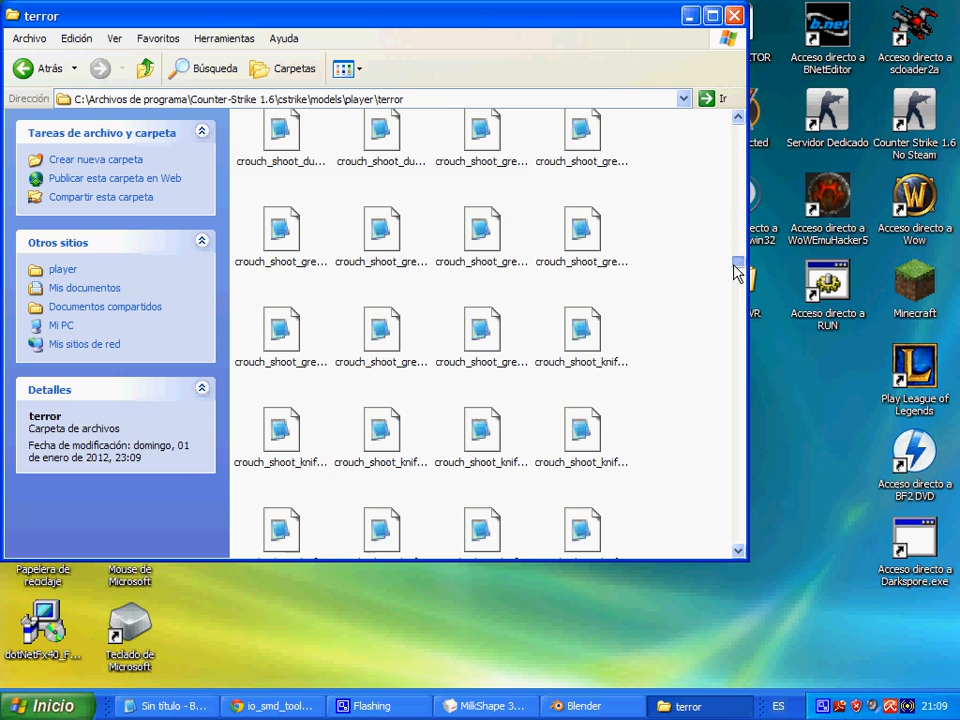 terror
Archivo Edición Ver Favoritos Herramientas Ayuda
Atrás Búsqueda Carpetas
Dirección C:\Archivos de programa\Counter-Strike 1.6\cstrike\models\player\terror Ir
Tareas de archivo y carpeta
Crear nueva carpeta
Publicar esta carpeta en Web
Compartir esta carpeta
Otros sitios
player
Mis documentos
Documentos compartidos
Mi PC
Mis sitios de red
Detalles
terror
Carpeta de archivos
Fecha de modificación: domingo, 01
de enero de 2012, 23:09
crouch_shoot_du... crouch_shoot_du... crouch_shoot_gre... crouch_shoot_gre...
crouch_shoot_gre... crouch_shoot_gre... crouch_shoot_gre... crouch_shoot_gre...
crouch_shoot_gre... crouch_shoot_gre... crouch_shoot_gre... crouch_shoot_knif...
crouch_shoot_knif... crouch_shoot_knif... crouch_shoot_knif... crouch_shoot_knif...
TOR
Acceso directo a
BNetEditor
Acceso directo a
scloader2a
cted
Servidor Dedicado
Counter Strike 1.6
No Steam
win32
Acceso directo a
WoWEmuHacker5
Acceso directo a
Wow
WR
Acceso directo a
RUN
Minecraft
Play League of
Legends
Acceso directo a
BF2 DVD
Acceso directo a
Darkspore.exe
Papelera de
reciclaje
Mouse de
Microsoft
dotNetFx40_F...
Teclado de
Microsoft
Inicio Sin título - B... io_smd_tool... Flashing MilkShape 3... Blender terror ES 21:09